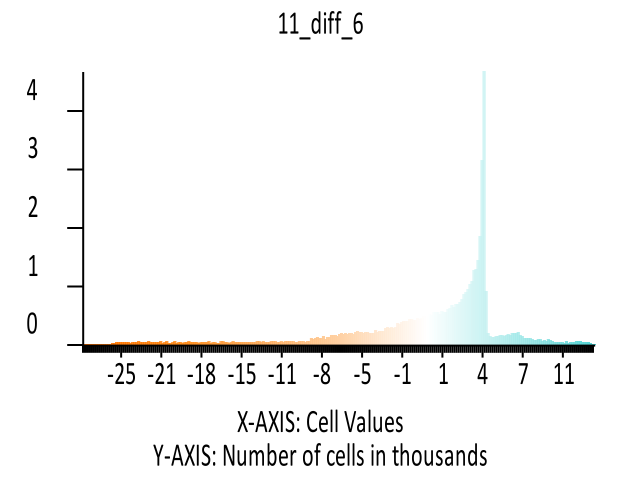 11_diff_6
4
3
2
1
0
-25 -21 -18 -15 -11 -8 -5 -1 1 4 7 11
X-AXIS: Cell Values
Y-AXIS: Number of cells in thousands